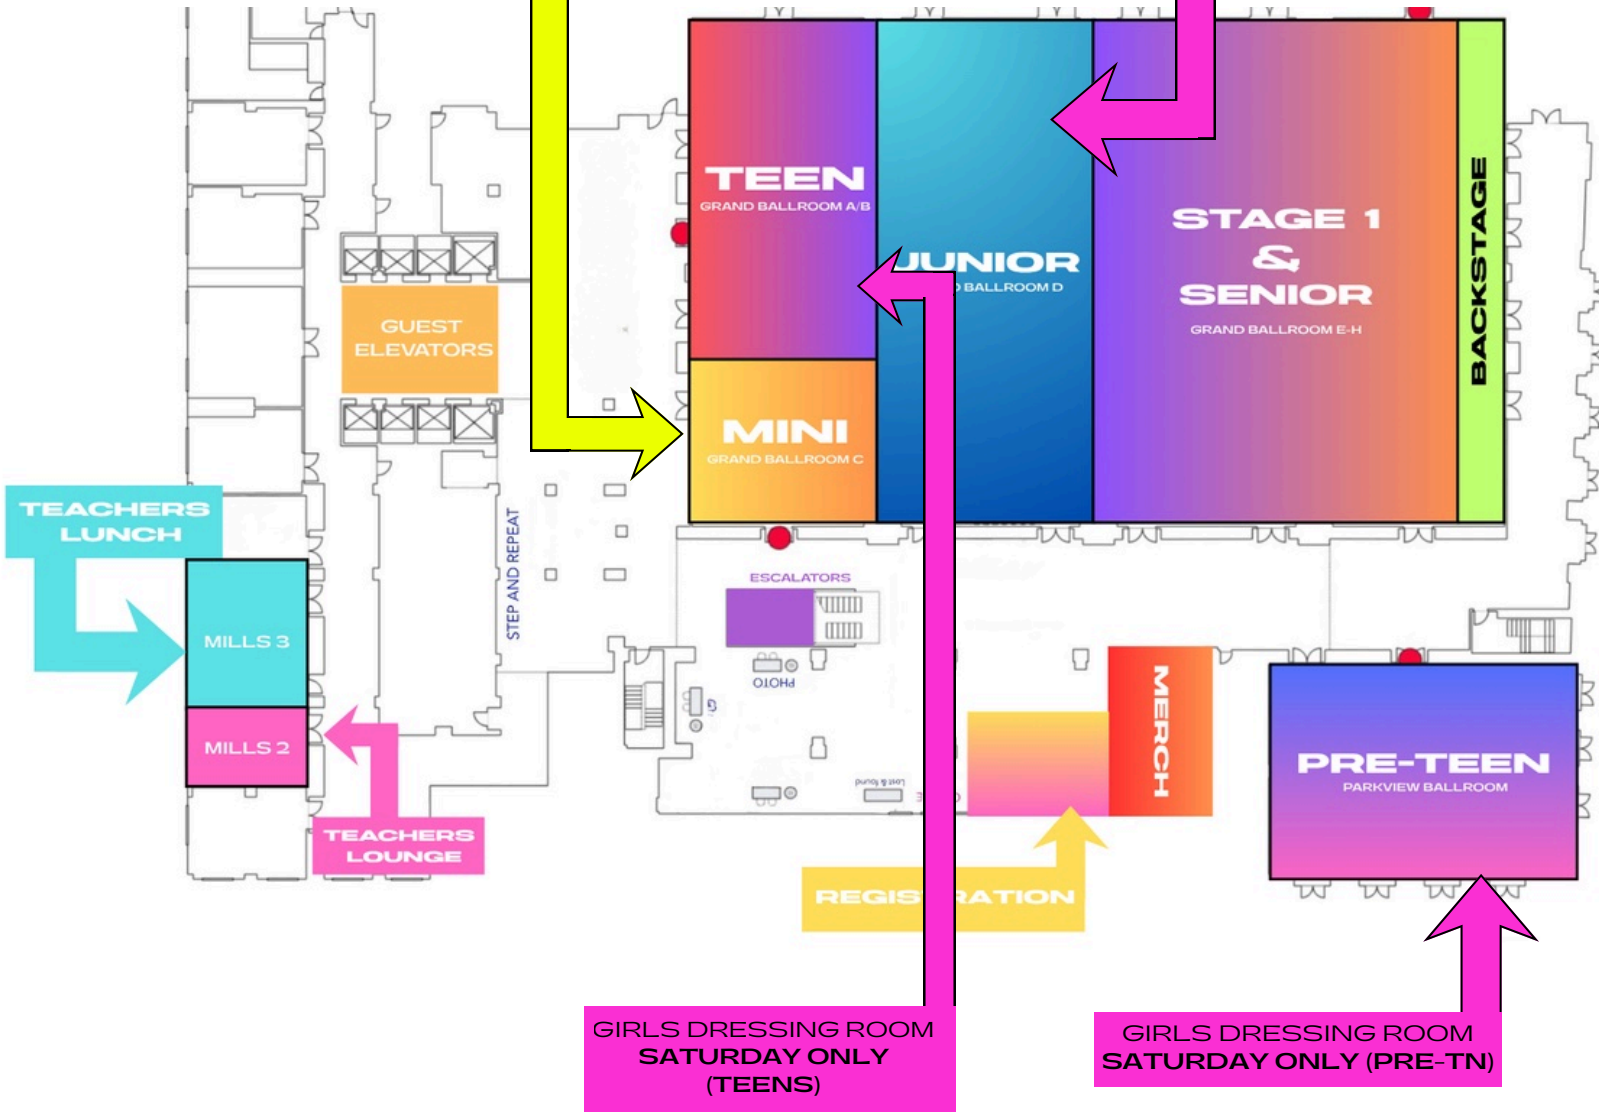 TEEN
GRAND BALLROOM A/B
JUNIOR
BALLROOM D
STAGE 1
&
SENIOR
GRAND BALLROOM E-H
BACKSTAGE
GUEST
ELEVATORS
MINI
GRAND BALLROOM C
TEACHERS
LUNCH
STEP AND REPEAT
ESCALATORS
MILLS 3
PHOTO
MERCH
MILLS 2
Lost & found
PRE-TEEN
PARKVIEW BALLROOM
TEACHERS
LOUNGE
REGIS RATION
GIRLS DRESSING ROOM
SATURDAY ONLY
(TEENS)
GIRLS DRESSING ROOM
SATURDAY ONLY (PRE-TN)